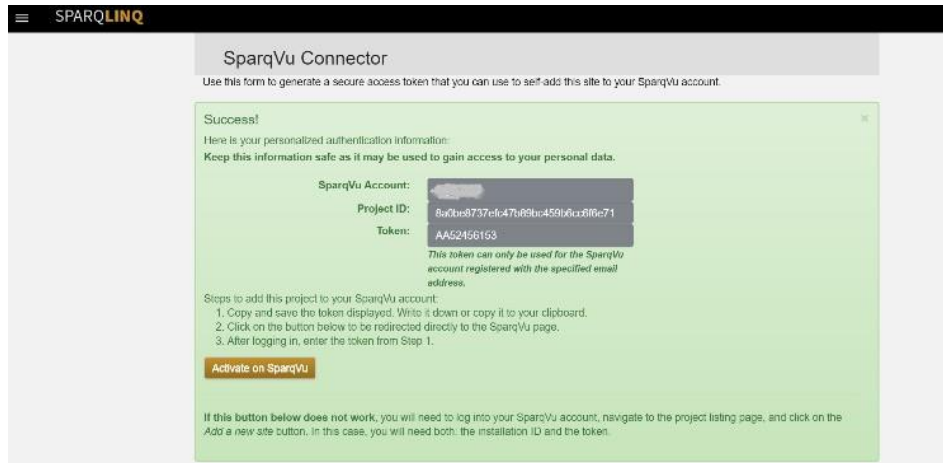 SPARQLINQ
SparqVu Connector
Use this form to generate a secure access token that you can use to self-add this site to your SparqVu account.
Success!
Here is your personalized authentication information:
Keep this information safe as it may be used to gain access to your personal data.
SparqVu Account:
Project ID:
Token: AA52456153
This token can only be used for the SparqVu
account registered with the specified email
address.
Steps to add this project to your SparqVu account:
1. Copy and save the token displayed. Write it down or copy it to your clipboard.
2. Click on the button below to be redirected directly to the SparqVu page.
3. After logging in, enter the token from Step 1.
Activate on SparqVu
If this button below does not work, you will need to log into your SparqVu account, navigate to the project listing page, and click on the
Add a new site button. In this case, you will need both: the installation ID and the token.